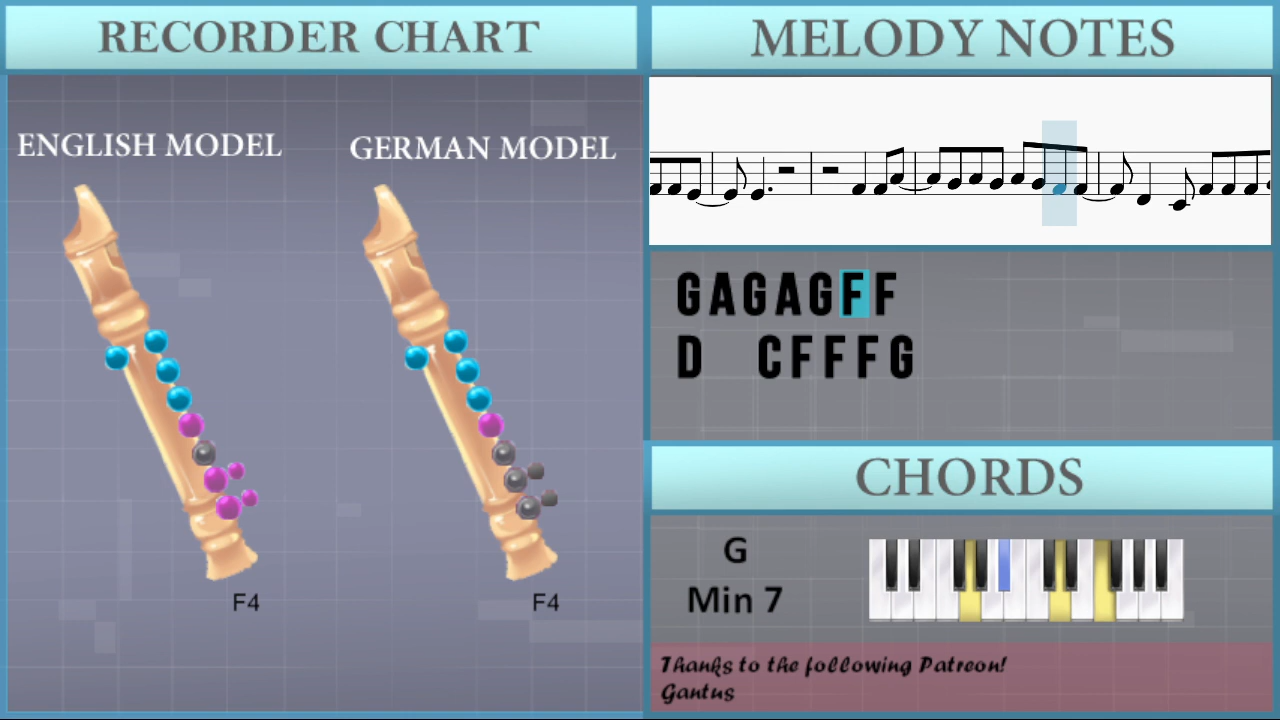 RECORDER CHART
ENGLISH MODEL
GERMAN MODEL
F4
F4
MELODY NOTES
GAGAGFF
D CFFFG
CHORDS
G
Min 7
Thanks to the following Patreon!
Gantus